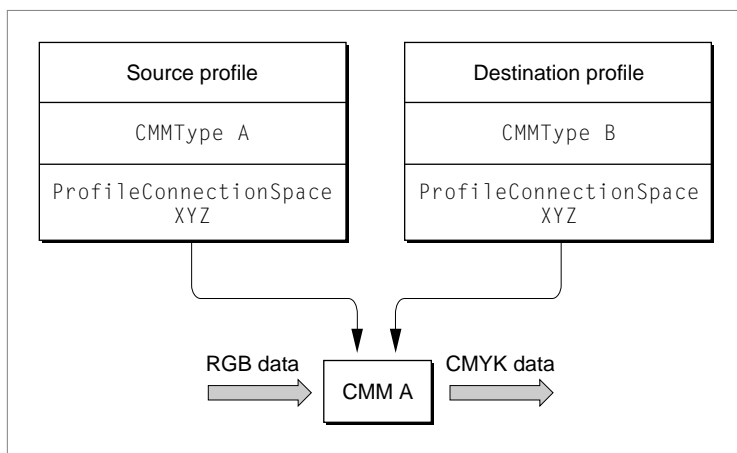 Source profile
CMMType A
ProfileConnectionSpace
XYZ
Destination profile
CMMType B
ProfileConnectionSpace
XYZ
RGB data
CMM A
CMYK data